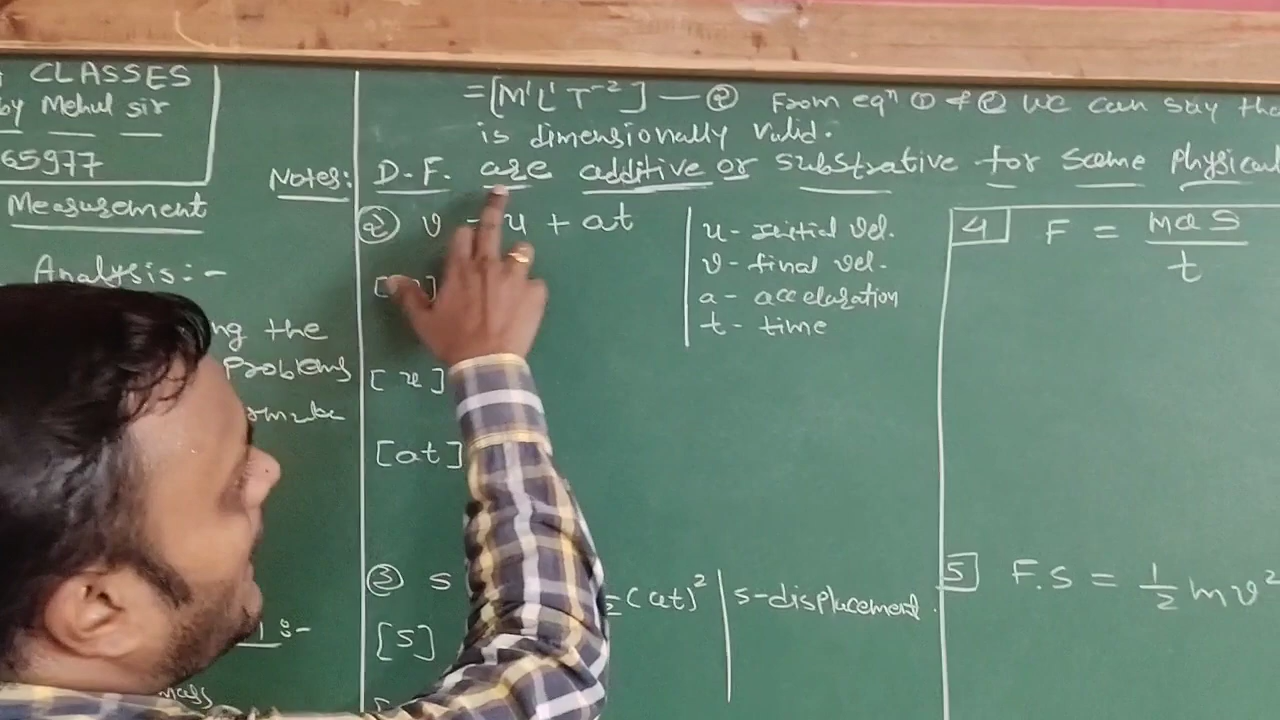 CLASSES
by Mehul sir
65977
Measurement
Analysis:-
the
Problems
:-
mass
= [M¹L¹T⁻²] — ② From eqⁿ ① & ② we can say
is dimensionally valid.
Notes: D.F. are additive or substrative for same Physical
② v = u + at
u - initial vel.
v - final vel.
a - accelaration
t - time
[u]
[at]
③ s (at)² s-displacement.
[s]
4 F = mas/t
5 F.S = 1/2 mv²